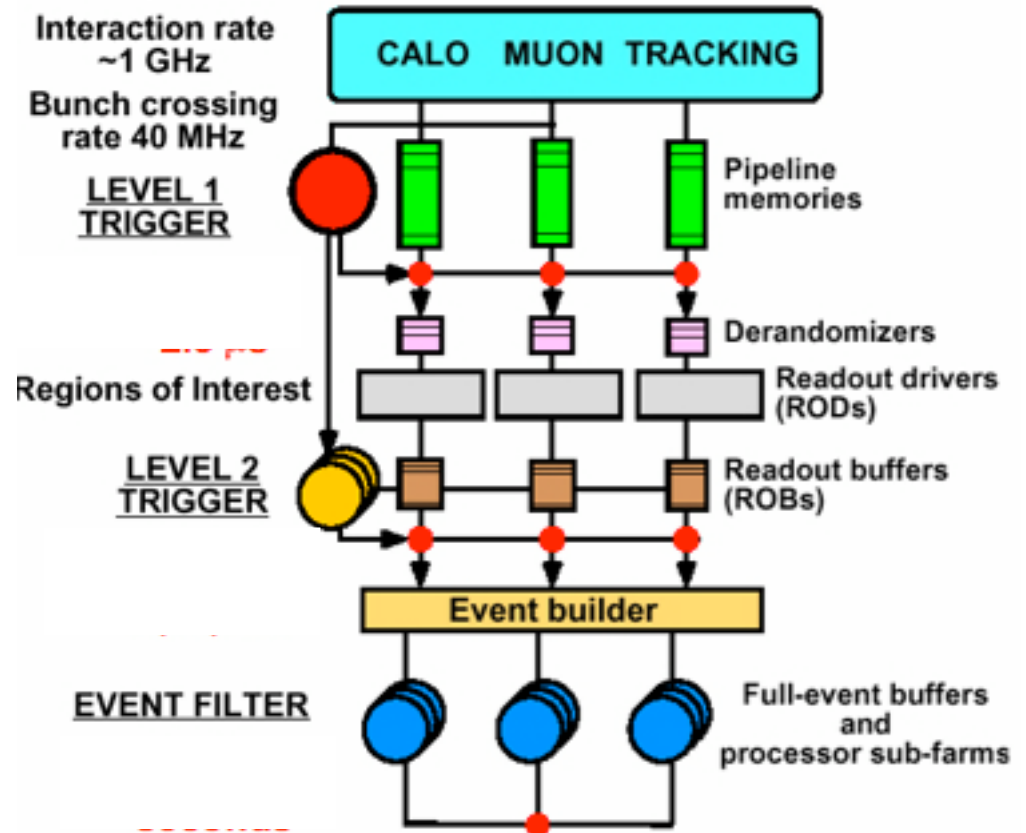 Interaction rate
~1 GHz
CALO MUON TRACKING
Bunch crossing
rate 40 MHz
LEVEL 1
TRIGGER
Pipeline
memories
Derandomizers
Regions of Interest
Readout drivers
(RODs)
LEVEL 2
TRIGGER
Readout buffers
(ROBs)
Event builder
EVENT FILTER
Full-event buffers
and
processor sub-farms